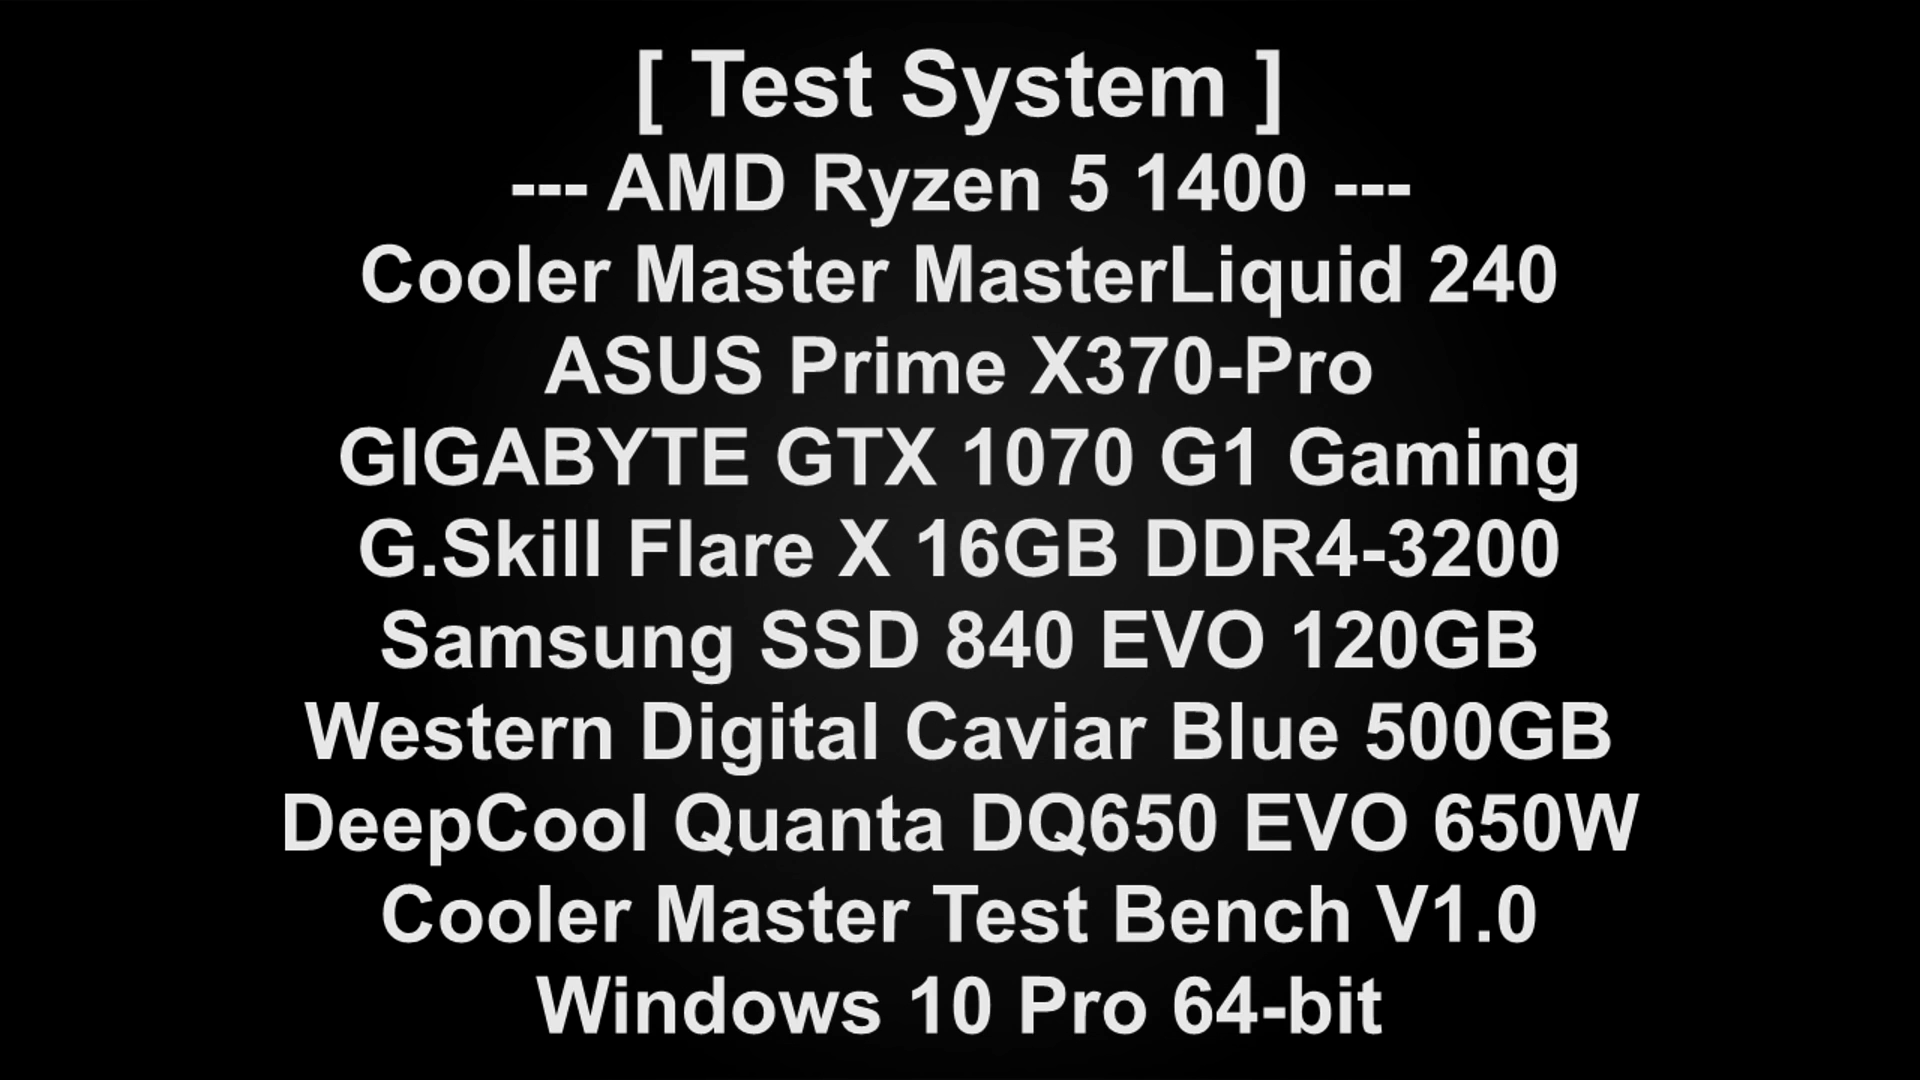 [ Test System ]
--- AMD Ryzen 5 1400 ---
Cooler Master MasterLiquid 240
ASUS Prime X370-Pro
GIGABYTE GTX 1070 G1 Gaming
G.Skill Flare X 16GB DDR4-3200
Samsung SSD 840 EVO 120GB
Western Digital Caviar Blue 500GB
DeepCool Quanta DQ650 EVO 650W
Cooler Master Test Bench V1.0
Windows 10 Pro 64-bit